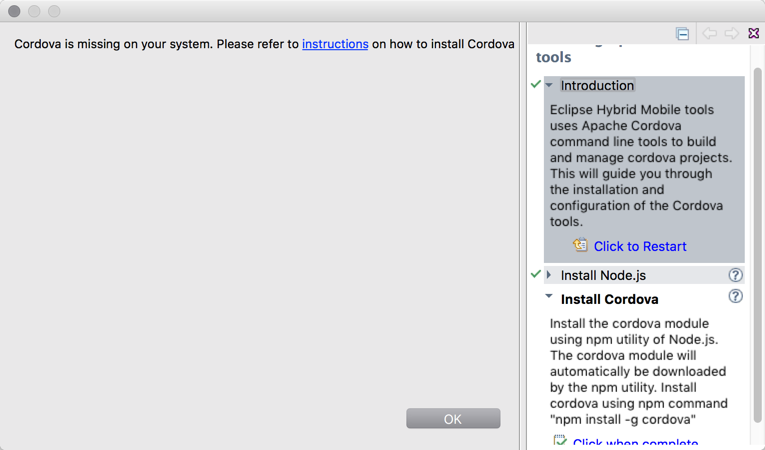 Cordova is missing on your system. Please refer to instructions on how to install Cordova
OK
tools
Introduction
Eclipse Hybrid Mobile tools
uses Apache Cordova
command line tools to build
and manage cordova projects.
This will guide you through
the installation and
configuration of the Cordova
tools.
Click to Restart
Install Node.js ?
Install Cordova ?
Install the cordova module
using npm utility of Node.js.
The cordova module will
automatically be downloaded
by the npm utility. Install
cordova using npm command
"npm install -g cordova"
Click when complete